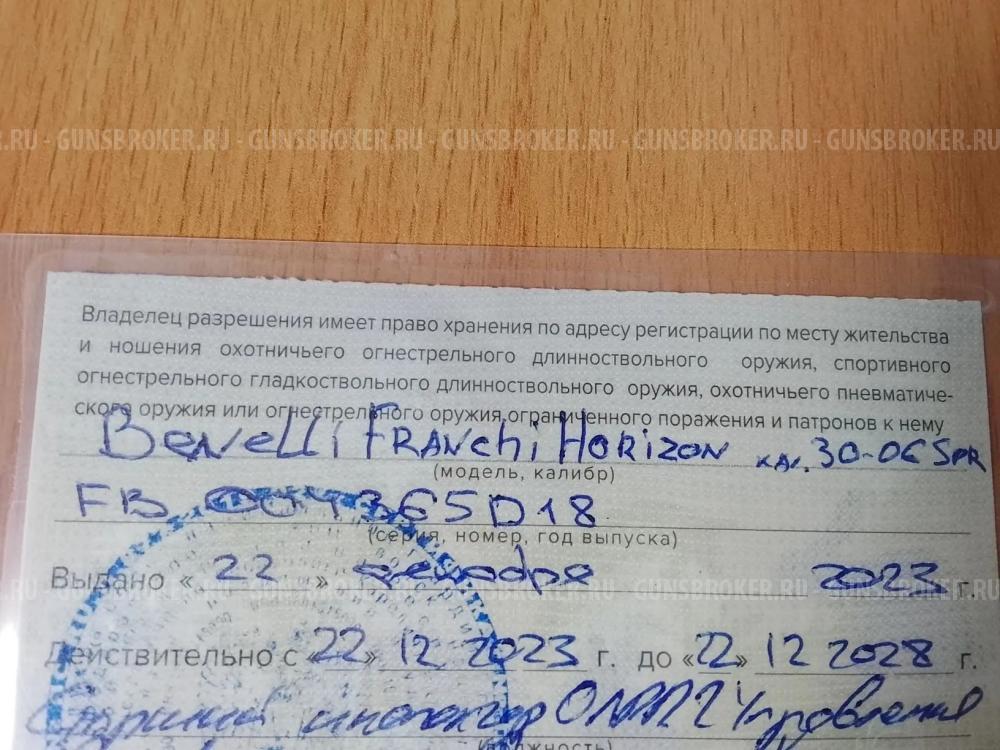 GUNSBROKER.RU - GUNSBROKER.RU - GUNSBROKER.RU - GUNSBROKER.RU
Владелец разрешения имеет право хранения по адресу регистрации по месту жительства
и ношения охотничьего огнестрельного длинноствольного оружия, спортивного
огнестрельного гладкоствольного длинноствольного оружия, охотничьего пневматиче-
ского оружия или огнестрельного оружия ограниченного поражения и патронов к нему
Benelli Franchi Horizon кал. 30-06 Spr
(модель, калибр)
FB 004365D18
(серия, номер, год выпуска)
Выдано « 22 » декабря 2023 г.
GUNSBROKER.RU - GUNSBROKER.RU - GUNSBROKER.RU
Действительно с 22» 12 2023 г. до «22» 12 2028 г.
Старший инспектор ОЛРР Управления
(должность)